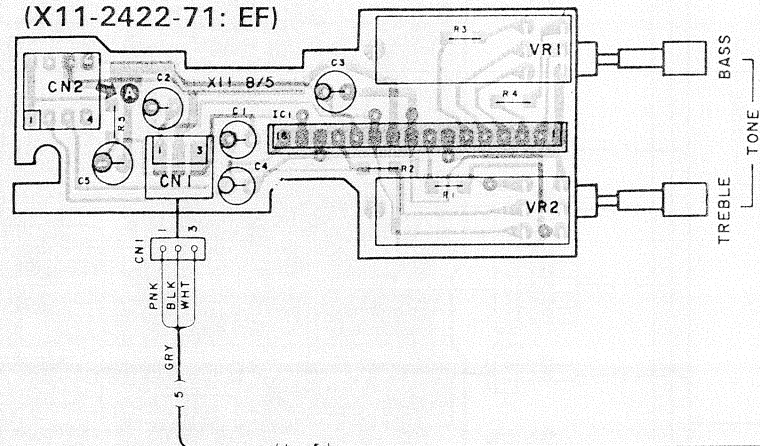 (X11-2422-71: EF)
R3
VR1
BASS
CN2
A
C2
X11 B/5
C3
R4
1
4
R5
C1
IC1
16
1
1
3
C5
CN1
C4
R2
R1
VR2
TONE
TREBLE
CN1
1
3
PNK
BLK
WHT
GRY
5